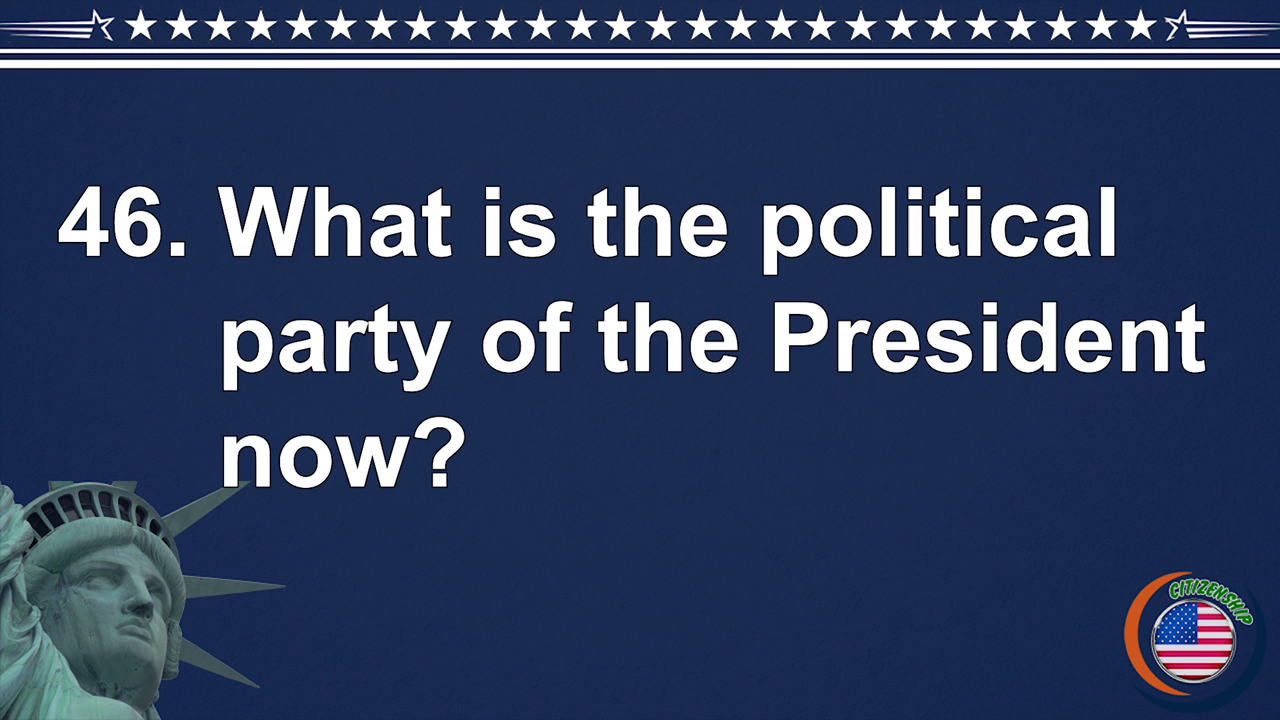 46. What is the political
party of the President
now?
CITIZENSHIP